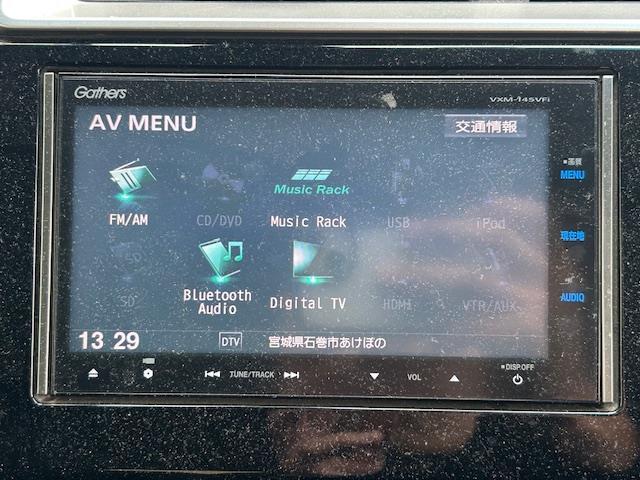 Gathers
VXM-145VFi
AV MENU 交通情報
画質
MENU
Music Rack
FM/AM CD/DVD Music Rack USB iPod
現在地
SD Bluetooth Audio Digital TV HDMI VTR/AUX
AUDIO
13 29 DTV 宮城県石巻市あけぼの
TUNE/TRACK VOL DISP.OFF